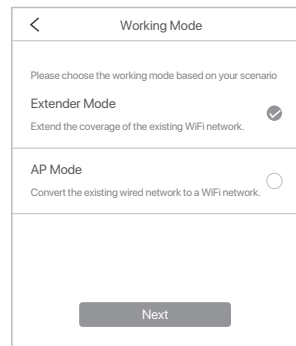 Working Mode
Please choose the working mode based on your scenario
Extender Mode
Extend the coverage of the existing WiFi network.
AP Mode
Convert the existing wired network to a WiFi network.
Next